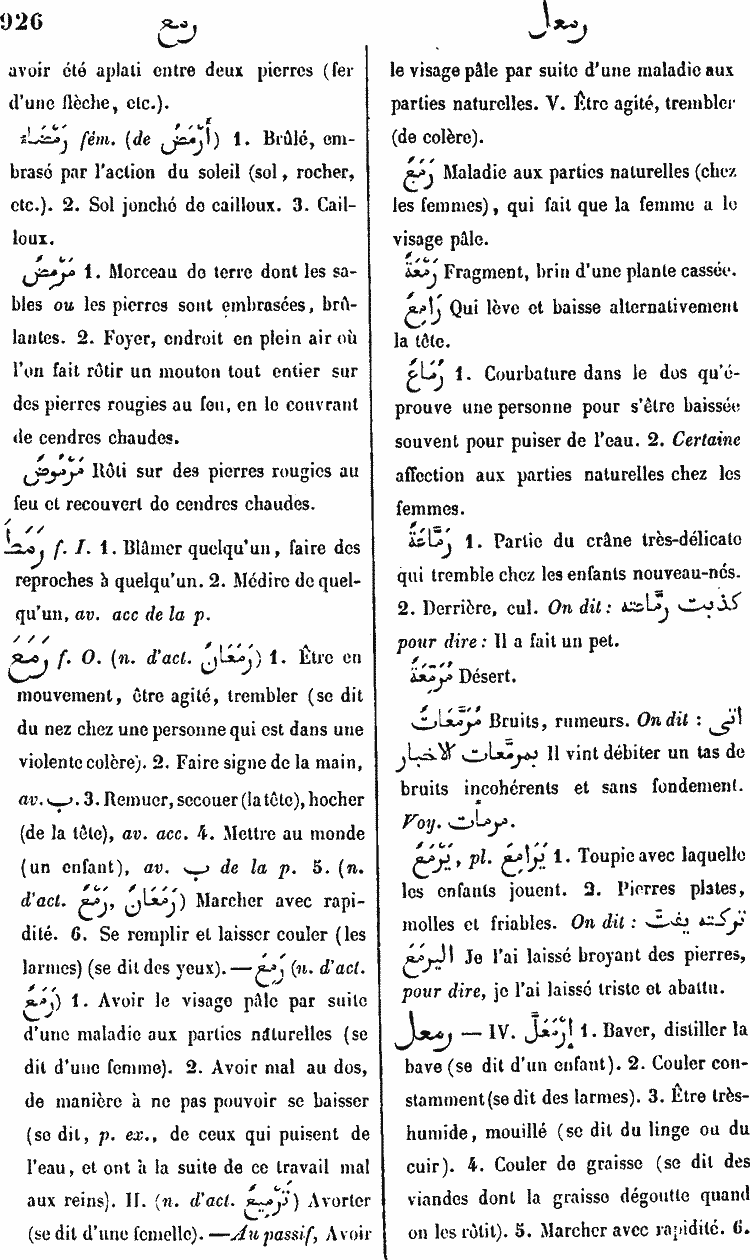 926
رمع
رمعل
avoir été aplati entre deux pierres (fer
d'une flèche, etc.).
رَمْضَاءُ fém. (de أَرْمَضُ) 1. Brûlé, em-
brasé par l'action du soleil (sol, rocher,
etc.). 2. Sol jonché de cailloux. 3. Cail-
loux.
مَرْمِضٌ 1. Morceau de terre dont les sa-
bles ou les pierres sont embrasées, brû-
lantes. 2. Foyer, endroit en plein air où
l'on fait rôtir un mouton tout entier sur
des pierres rougies au feu, en le couvrant
de cendres chaudes.
مَرْمُوضٌ Rôti sur des pierres rougies au
feu et recouvert de cendres chaudes.
رَمَطَ f. I. 1. Blâmer quelqu'un, faire des
reproches à quelqu'un. 2. Médire de quel-
qu'un, av. acc de la p.
رَمَعَ f. O. (n. d'act. رَمَعَانٌ) 1. Être en
mouvement, être agité, trembler (se dit
du nez chez une personne qui est dans une
violente colère). 2. Faire signe de la main,
av. ب. 3. Remuer, secouer (la tête), hocher
(de la tête), av. acc. 4. Mettre au monde
(un enfant), av. ب de la p. 5. (n.
d'act. رَمْعٌ, رَمَعَانٌ) Marcher avec rapi-
dité. 6. Se remplir et laisser couler (les
larmes) (se dit des yeux). — رَمِعَ (n. d'act.
رَمَعٌ) 1. Avoir le visage pâle par suite
d'une maladie aux parties naturelles (se
dit d'une femme). 2. Avoir mal au dos,
de manière à ne pas pouvoir se baisser
(se dit, p. ex., de ceux qui puisent de
l'eau, et ont à la suite de ce travail mal
aux reins). II. (n. d'act. تَرْمِيعٌ) Avorter
(se dit d'une femelle). — Au passif, Avoir
le visage pâle par suite d'une maladie aux
parties naturelles. V. Être agité, trembler
(de colère).
رَمَعٌ Maladie aux parties naturelles (chez
les femmes), qui fait que la femme a le
visage pâle.
رَمَعَةٌ Fragment, brin d'une plante cassée.
رَامِعٌ Qui lève et baisse alternativement
la tête.
رُمَاعٌ 1. Courbature dans le dos qu'é-
prouve une personne pour s'être baissée
souvent pour puiser de l'eau. 2. Certaine
affection aux parties naturelles chez les
femmes.
رَمَّاعَةٌ 1. Partie du crâne très-délicate
qui tremble chez les enfants nouveau-nés.
2. Derrière, cul. On dit : كذبت رمّاعته
pour dire : Il a fait un pet.
مَرْمَعَةٌ Désert.
مُرَمَّعَاتٌ Bruits, rumeurs. On dit : اتى
بمرمّعات الاخبار Il vint débiter un tas de
bruits incohérents et sans fondement.
Voy. مرمات.
يَرْمَعٌ, pl. يَرَامِعُ 1. Toupie avec laquelle
les enfants jouent. 2. Pierres plates,
molles et friables. On dit : تركته يفتّ
اليَرْمَعَ Je l'ai laissé broyant des pierres,
pour dire, je l'ai laissé triste et abattu.
رمعل — IV. إِرْمَعَلَّ 1. Baver, distiller la
bave (se dit d'un enfant). 2. Couler con-
stamment (se dit des larmes). 3. Être très-
humide, mouillé (se dit du linge ou du
cuir). 4. Couler de graisse (se dit des
viandes dont la graisse dégoutte quand
on les rôtit). 5. Marcher avec rapidité. 6.